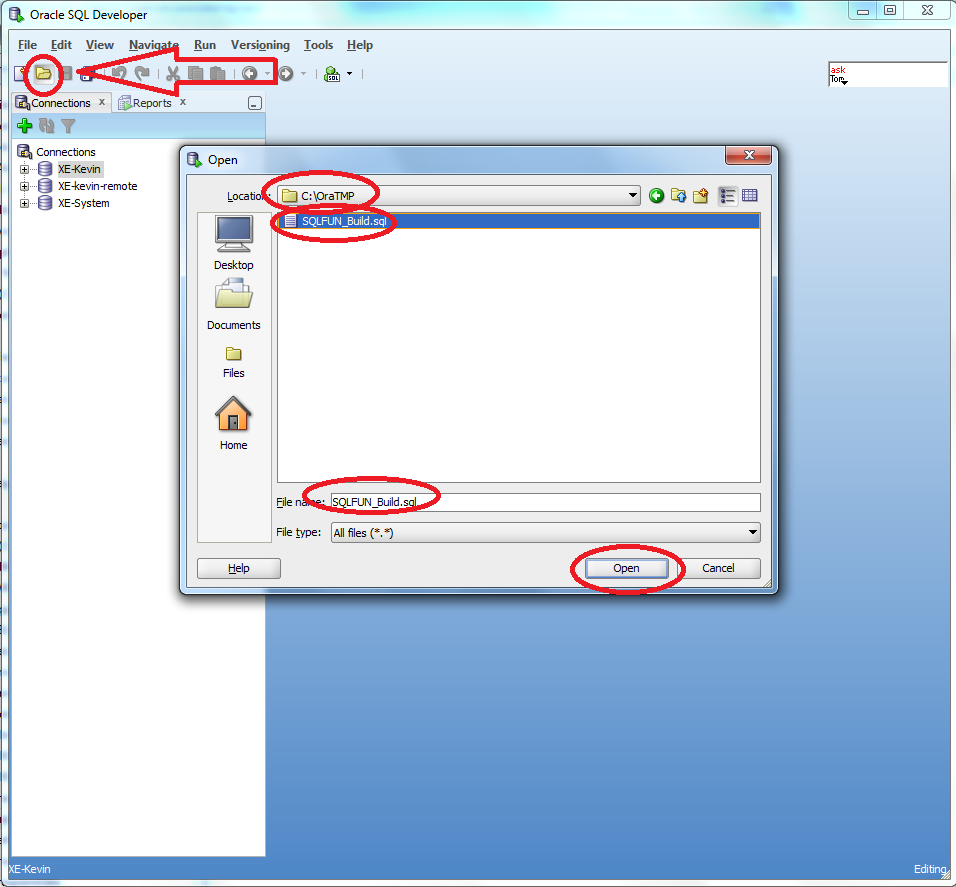 Oracle SQL Developer
File Edit View Navigate Run Versioning Tools Help
ask
Tom
Connections x Reports x
Connections
XE-Kevin
XE-kevin-remote
XE-System
Open
Location: C:\OraTMP
SQLFUN_Build.sql
Desktop
Documents
Files
Home
File name: SQLFUN_Build.sql
File type: All files (*.*)
Help Open Cancel
XE-Kevin Editing